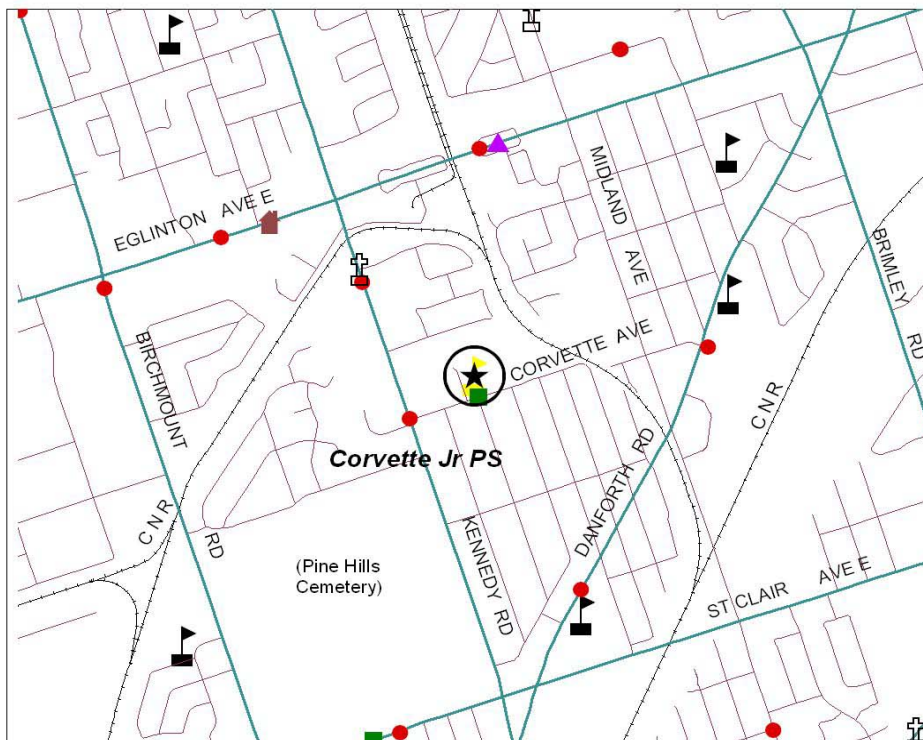 EGLINTON AVE E
MIDLAND AVE
BRIMLEY RD
BIRCHMOUNT RD
CORVETTE AVE
Corvette Jr PS
C N R
C N R
DANFORTH RD
KENNEDY RD
(Pine Hills
Cemetery)
ST CLAIR AVE E